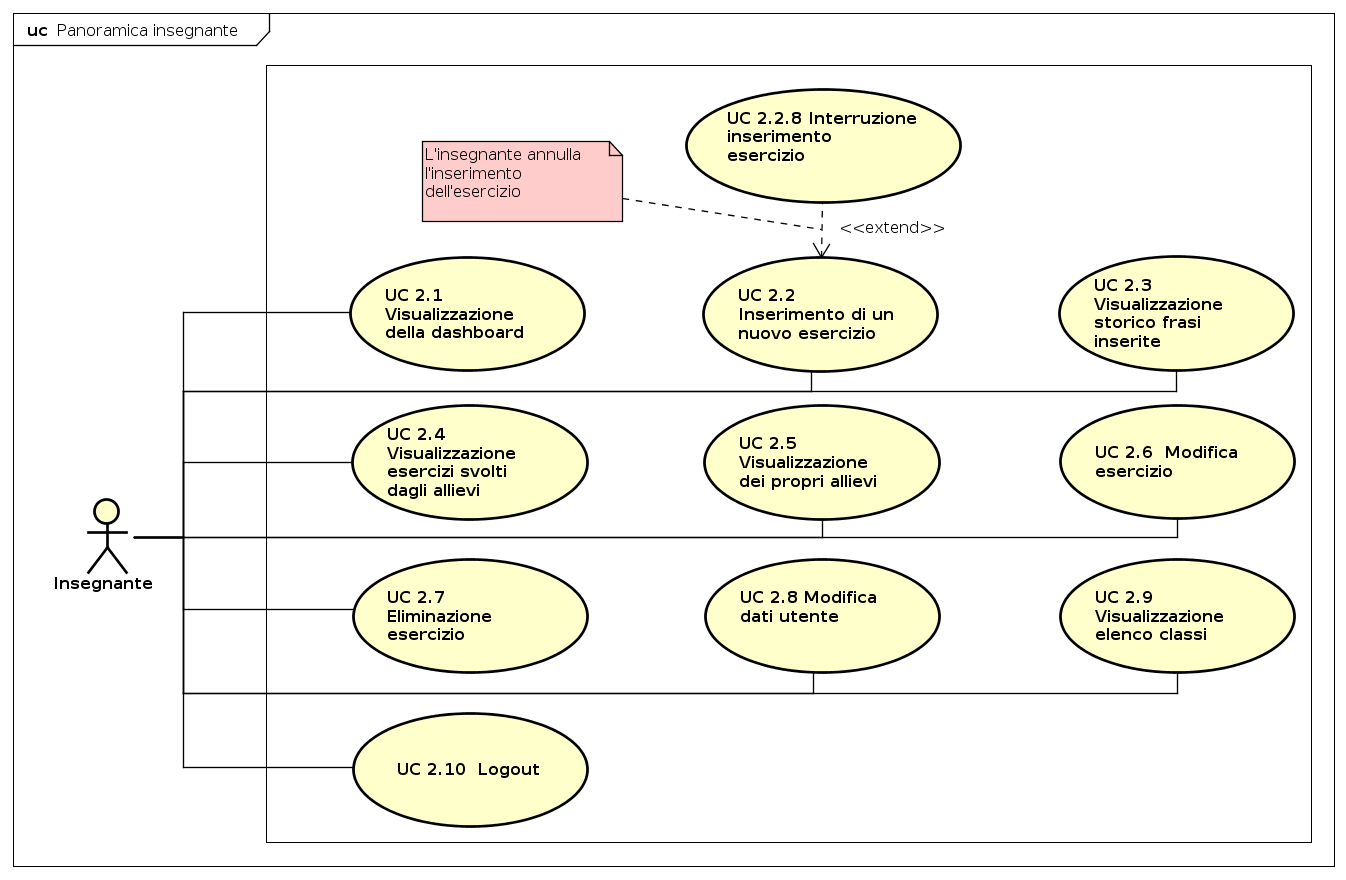 uc Panoramica insegnante
UC 2.2.8 Interruzione
inserimento
esercizio
L'insegnante annulla
l'inserimento
dell'esercizio
<<extend>>
UC 2.1
Visualizzazione
della dashboard
UC 2.2
Inserimento di un
nuovo esercizio
UC 2.3
Visualizzazione
storico frasi
inserite
UC 2.4
Visualizzazione
esercizi svolti
dagli allievi
UC 2.5
Visualizzazione
dei propri allievi
UC 2.6 Modifica
esercizio
Insegnante
UC 2.7
Eliminazione
esercizio
UC 2.8 Modifica
dati utente
UC 2.9
Visualizzazione
elenco classi
UC 2.10 Logout